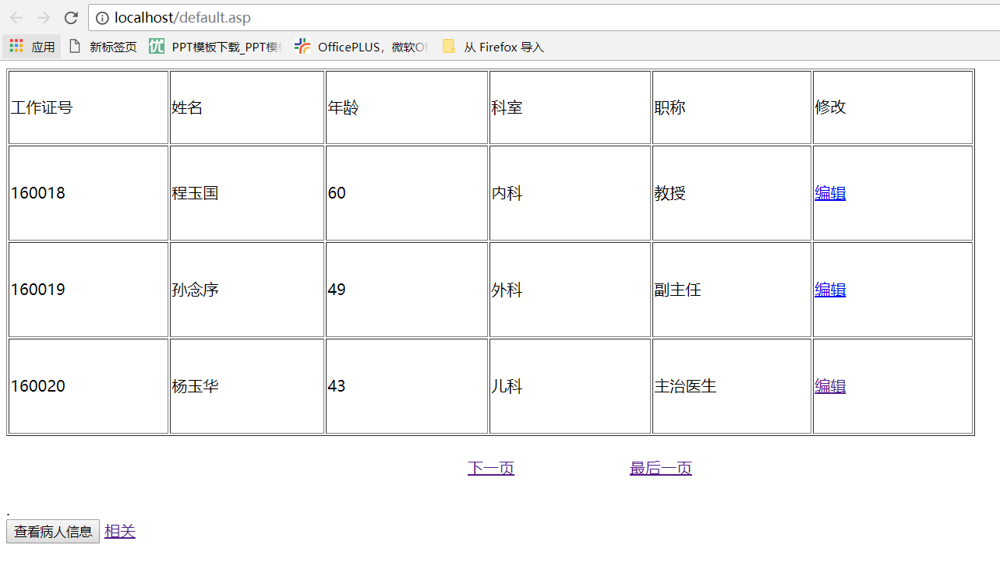 localhost/default.asp
应用 新标签页 优 PPT模板下载_PPT模 OfficePLUS，微软Of 从 Firefox 导入
工作证号 姓名 年龄 科室 职称 修改
160018 程玉国 60 内科 教授 编辑
160019 孙念序 49 外科 副主任 编辑
160020 杨玉华 43 儿科 主治医生 编辑
下一页 最后一页
.
查看病人信息 相关